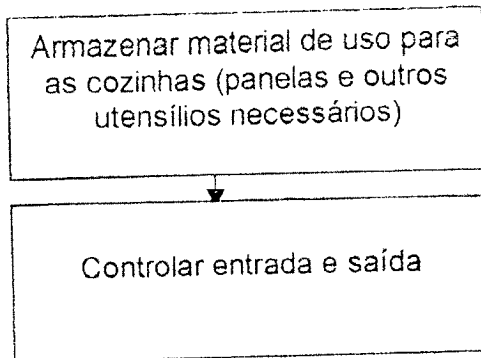 Armazenar material de uso para
as cozinhas (panelas e outros
utensílios necessários)
Controlar entrada e saída